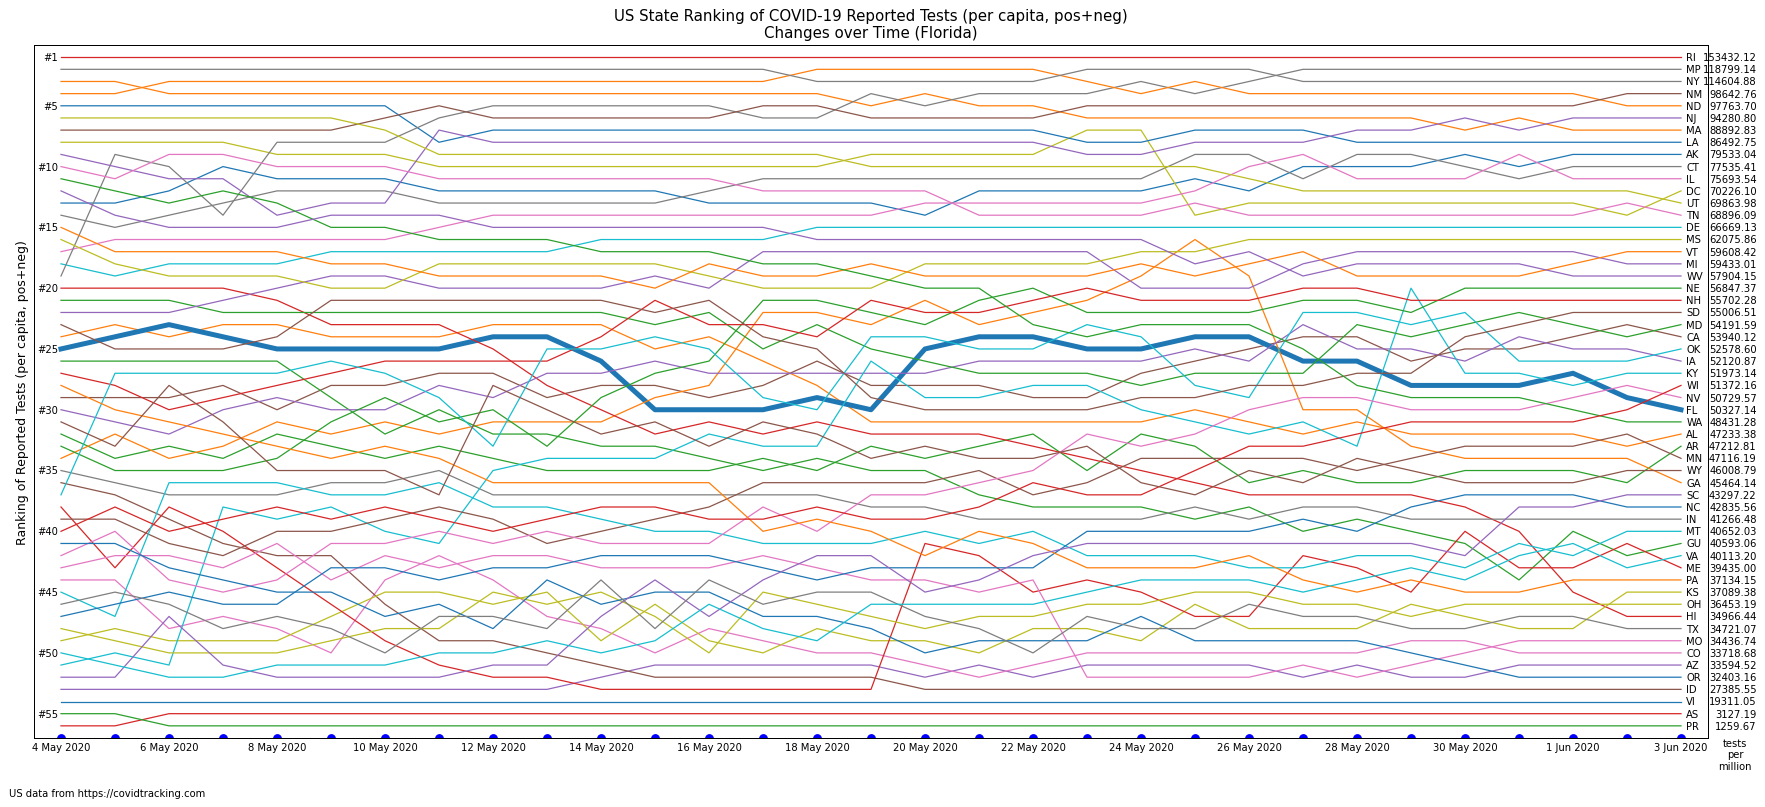 US State Ranking of COVID-19 Reported Tests (per capita, pos+neg)
Changes over Time (Florida)
Ranking of Reported Tests (per capita, pos+neg)
#1
#5
#10
#15
#20
#25
#30
#35
#40
#45
#50
#55
RI 153432.12
MP 118799.14
NY 114604.88
NM 98642.76
ND 97763.70
NJ 94280.80
MA 88892.83
LA 86492.75
AK 79533.04
CT 77535.41
IL 75693.54
DC 70226.10
UT 69863.98
TN 68896.09
DE 66669.13
MS 62075.86
VT 59608.42
MI 59433.01
WV 57904.15
NE 56847.37
NH 55702.28
SD 55006.51
MD 54191.59
CA 53940.12
OK 52578.60
IA 52120.87
KY 51973.14
WI 51372.16
NV 50729.57
FL 50327.14
WA 48431.28
AL 47233.38
AR 47212.81
MN 47116.19
WY 46008.79
GA 45464.14
SC 43297.22
NC 42835.56
IN 41266.48
MT 40652.03
GU 40593.06
VA 40113.20
ME 39435.00
PA 37134.15
KS 37089.38
OH 36453.19
HI 34966.44
TX 34721.07
MO 34436.74
CO 33718.68
AZ 33594.52
OR 32403.16
ID 27385.55
VI 19311.05
AS 3127.19
PR 1259.67
4 May 2020
6 May 2020
8 May 2020
10 May 2020
12 May 2020
14 May 2020
16 May 2020
18 May 2020
20 May 2020
22 May 2020
24 May 2020
26 May 2020
28 May 2020
30 May 2020
1 Jun 2020
3 Jun 2020
tests
per
million
US data from https://covidtracking.com